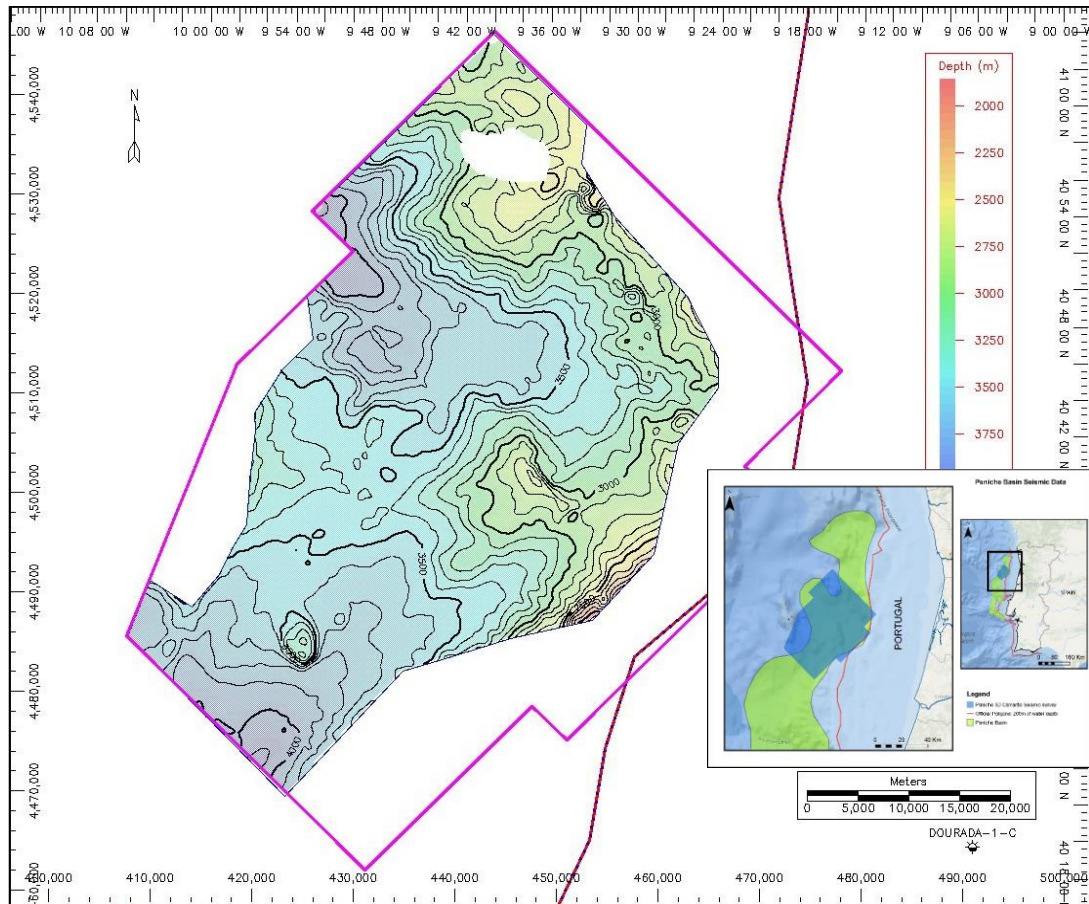 10 08 00 W
10 00 00 W
9 54 00 W
9 48 00 W
9 42 00 W
9 36 00 W
9 30 00 W
9 24 00 W
9 18 00 W
9 12 00 W
9 06 00 W
N
4,540,000
4,530,000
4,520,000
4,510,000
4,500,000
4,490,000
4,480,000
4,470,000
41 00 00 N
40 54 00 N
40 48 00 N
40 42 00 N
Depth (m)
2000
2250
2500
2750
3000
3250
3500
3750
3500
3000
3500
4000
Peniche Basin Seismic Data
PORTUGAL
0 20 40 Km
Legend
Peniche Basin
Meters
0 5,000 10,000 15,000 20,000
DOURADA-1-C
410,000
420,000
430,000
440,000
450,000
460,000
470,000
480,000
490,000